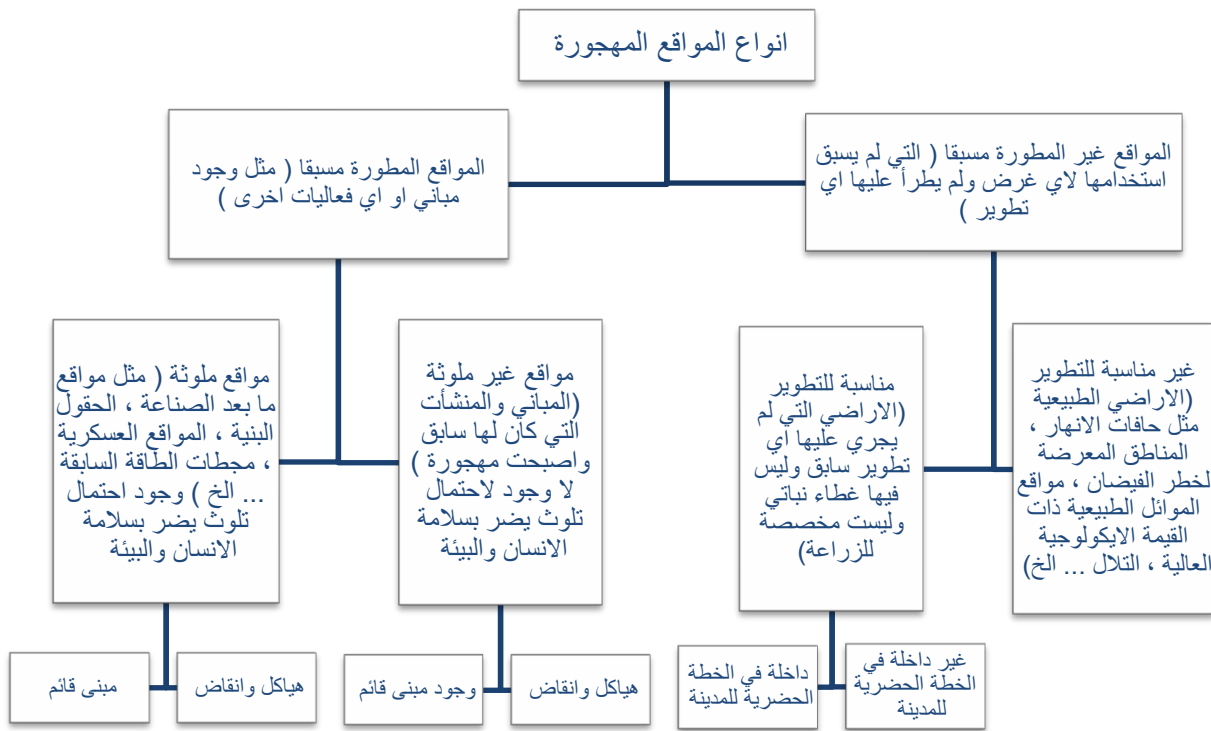 انواع المواقع المهجورة
المواقع غير المطورة مسبقا ( التي لم يسبق
استخدامها لاي غرض ولم يطرأ عليها اي
تطوير )
المواقع المطورة مسبقا ( مثل وجود
مباني او اي فعاليات اخرى )
غير مناسبة للتطوير
(الاراضي الطبيعية
مثل حافات الانهار ،
المناطق المعرضة
لخطر الفيضان ، مواقع
الموائل الطبيعية ذات
القيمة الايكولوجية
العالية ، التلال ... الخ)
مناسبة للتطوير
(الاراضي التي لم
يجري عليها اي
تطوير سابق وليس
فيها غطاء نباتي
وليست مخصصة
للزراعة)
مواقع غير ملوثة
(المباني والمنشأت
التي كان لها سابق
واصبحت مهجورة )
لا وجود لاحتمال
تلوث يضر بسلامة
الانسان والبيئة
مواقع ملوثة ( مثل مواقع
ما بعد الصناعة ، الحقول
البنية ، المواقع العسكرية
، مجطات الطاقة السابقة
... الخ ) وجود احتمال
تلوث يضر بسلامة
الانسان والبيئة
غير داخلة في
الخطة الحضرية
للمدينة
داخلة في الخطة
الحضرية للمدينة
هياكل وانقاض
وجود مبنى قائم
هياكل وانقاض
مبنى قائم